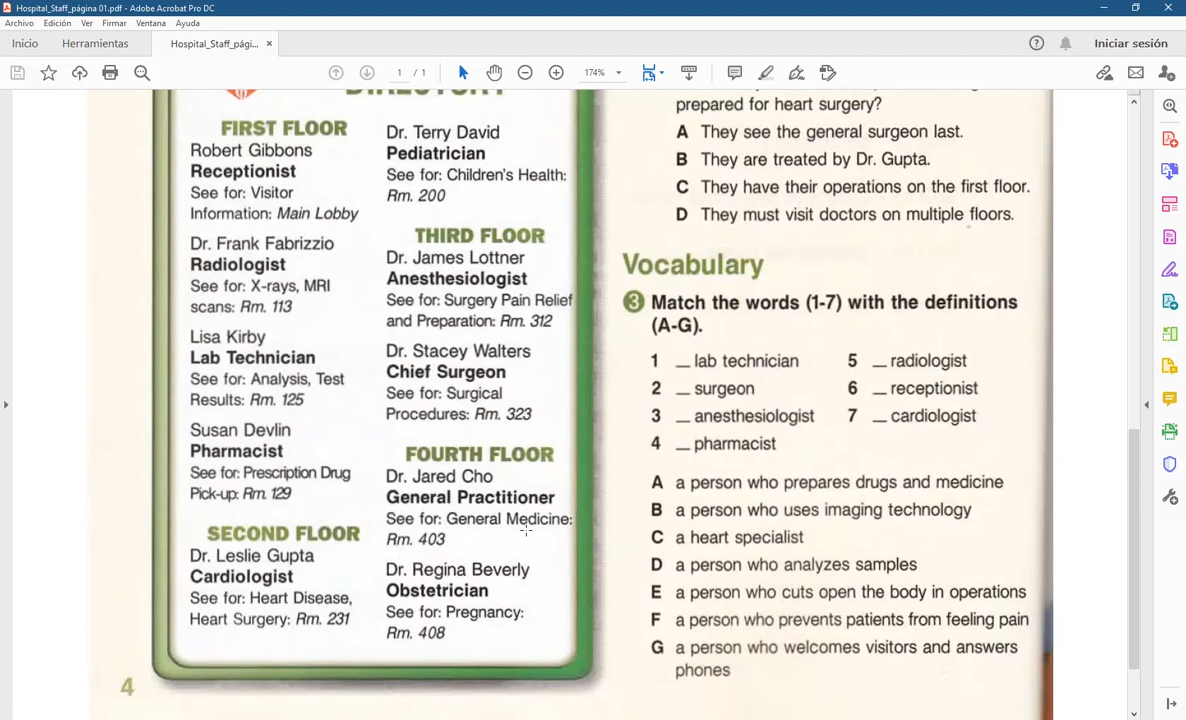 Hospital_Staff_página 01.pdf - Adobe Acrobat Pro DC
Archivo Edición Ver Firmar Ventana Ayuda
Inicio Herramientas Hospital_Staff_pági... × Iniciar sesión
1 / 1 174%
DIRECTORY
FIRST FLOOR
Robert Gibbons
Receptionist
See for: Visitor
Information: Main Lobby
Dr. Frank Fabrizzio
Radiologist
See for: X-rays, MRI
scans: Rm. 113
Lisa Kirby
Lab Technician
See for: Analysis, Test
Results: Rm. 125
Susan Devlin
Pharmacist
See for: Prescription Drug
Pick-up: Rm. 129
SECOND FLOOR
Dr. Leslie Gupta
Cardiologist
See for: Heart Disease,
Heart Surgery: Rm. 231
Dr. Terry David
Pediatrician
See for: Children's Health:
Rm. 200
THIRD FLOOR
Dr. James Lottner
Anesthesiologist
See for: Surgery Pain Relief
and Preparation: Rm. 312
Dr. Stacey Walters
Chief Surgeon
See for: Surgical
Procedures: Rm. 323
FOURTH FLOOR
Dr. Jared Cho
General Practitioner
See for: General Medicine:
Rm. 403
Dr. Regina Beverly
Obstetrician
See for: Pregnancy:
Rm. 408
4
prepared for heart surgery?
A They see the general surgeon last.
B They are treated by Dr. Gupta.
C They have their operations on the first floor.
D They must visit doctors on multiple floors.
Vocabulary
3 Match the words (1-7) with the definitions
(A-G).
1 _ lab technician
2 _ surgeon
3 _ anesthesiologist
4 _ pharmacist
5 _ radiologist
6 _ receptionist
7 _ cardiologist
A a person who prepares drugs and medicine
B a person who uses imaging technology
C a heart specialist
D a person who analyzes samples
E a person who cuts open the body in operations
F a person who prevents patients from feeling pain
G a person who welcomes visitors and answers
phones